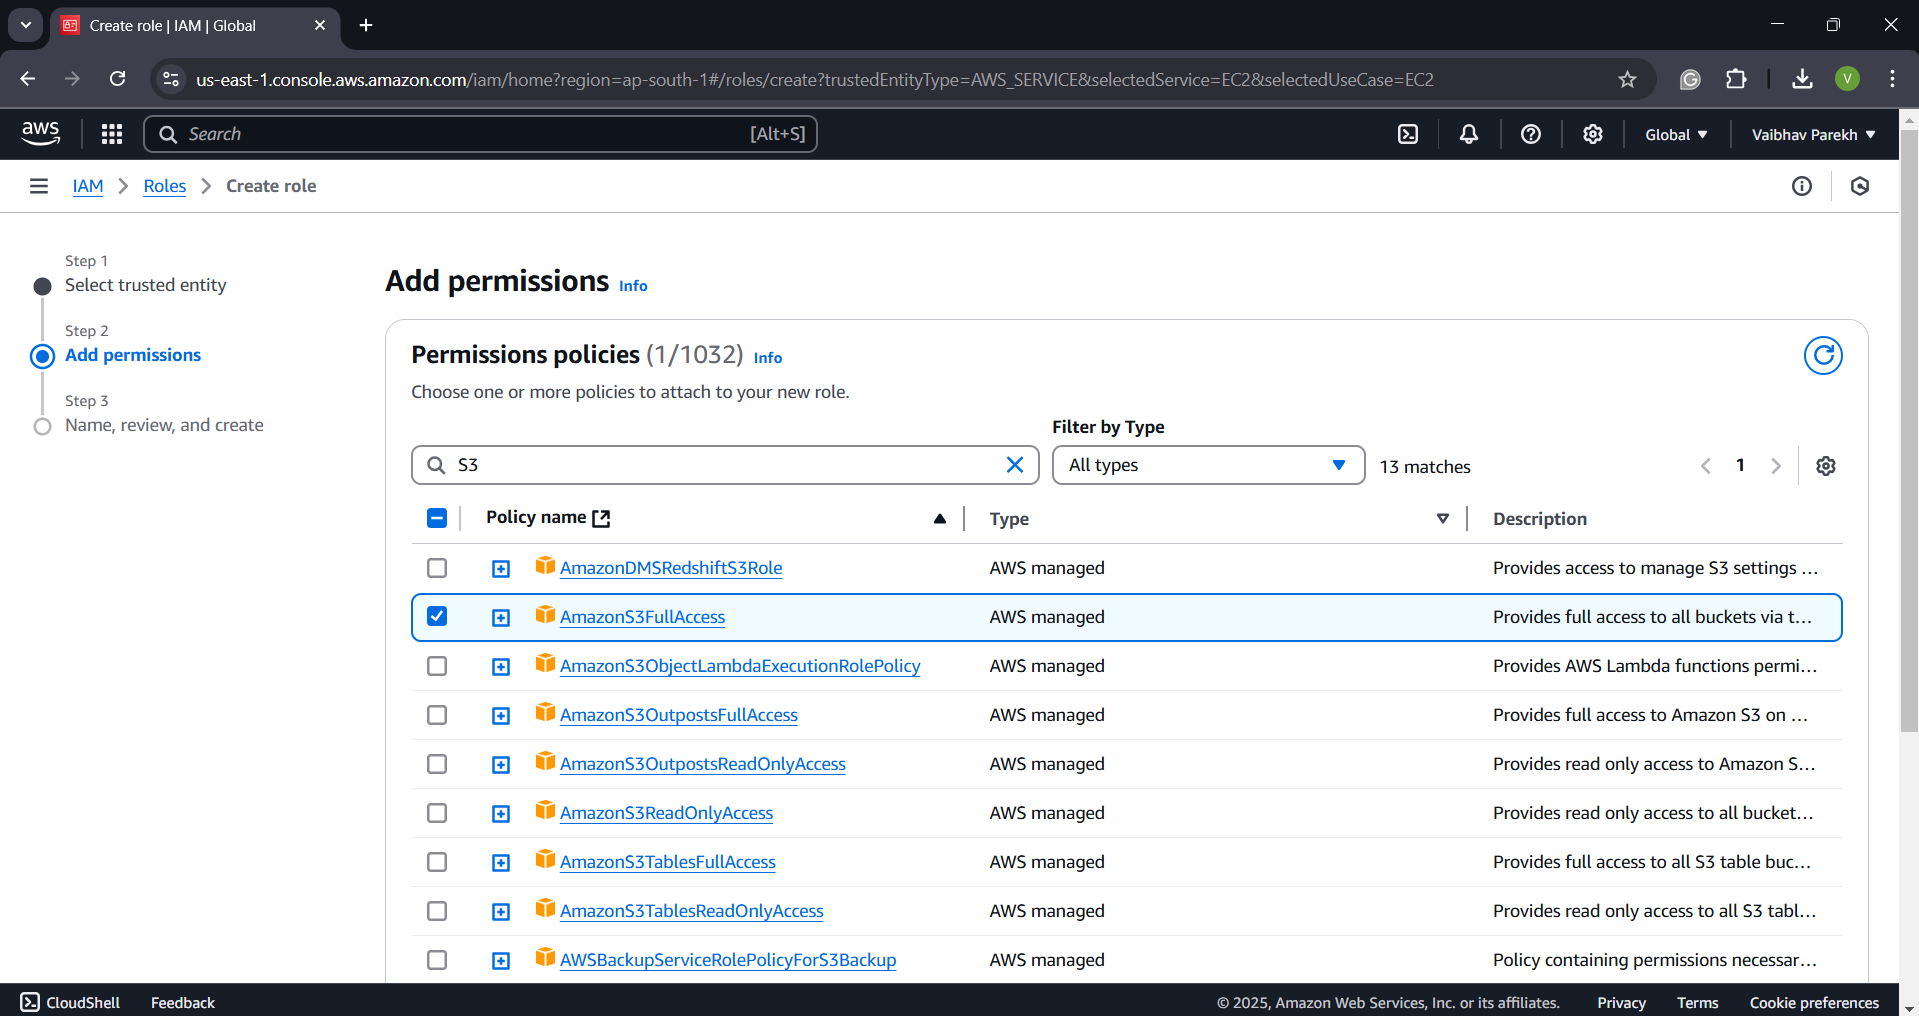 Create role | IAM | Global
us-east-1.console.aws.amazon.com/iam/home?region=ap-south-1#/roles/create?trustedEntityType=AWS_SERVICE&selectedService=EC2&selectedUseCase=EC2
V
aws
Search
[Alt+S]
Global
Vaibhav Parekh
IAM
Roles
Create role
Step 1
Select trusted entity
Step 2
Add permissions
Step 3
Name, review, and create
Add permissions Info
Permissions policies (1/1032) Info
Choose one or more policies to attach to your new role.
Filter by Type
S3
All types
13 matches
1
Policy name
Type
Description
AmazonDMSRedshiftS3Role AWS managed Provides access to manage S3 settings ...
AmazonS3FullAccess AWS managed Provides full access to all buckets via t...
AmazonS3ObjectLambdaExecutionRolePolicy AWS managed Provides AWS Lambda functions permi...
AmazonS3OutpostsFullAccess AWS managed Provides full access to Amazon S3 on ...
AmazonS3OutpostsReadOnlyAccess AWS managed Provides read only access to Amazon S...
AmazonS3ReadOnlyAccess AWS managed Provides read only access to all bucket...
AmazonS3TablesFullAccess AWS managed Provides full access to all S3 table buc...
AmazonS3TablesReadOnlyAccess AWS managed Provides read only access to all S3 tabl...
AWSBackupServiceRolePolicyForS3Backup AWS managed Policy containing permissions necessar...
CloudShell
Feedback
© 2025, Amazon Web Services, Inc. or its affiliates.
Privacy
Terms
Cookie preferences